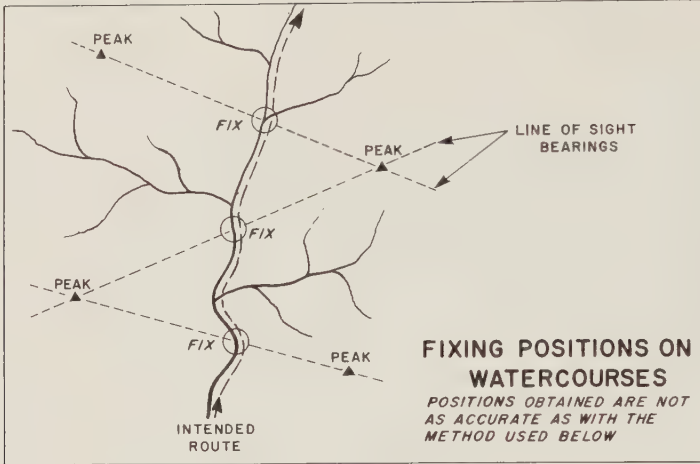 PEAK
FIX
PEAK
LINE OF SIGHT
BEARINGS
FIX
PEAK
FIX
PEAK
INTENDED
ROUTE
FIXING POSITIONS ON
WATERCOURSES
POSITIONS OBTAINED ARE NOT
AS ACCURATE AS WITH THE
METHOD USED BELOW